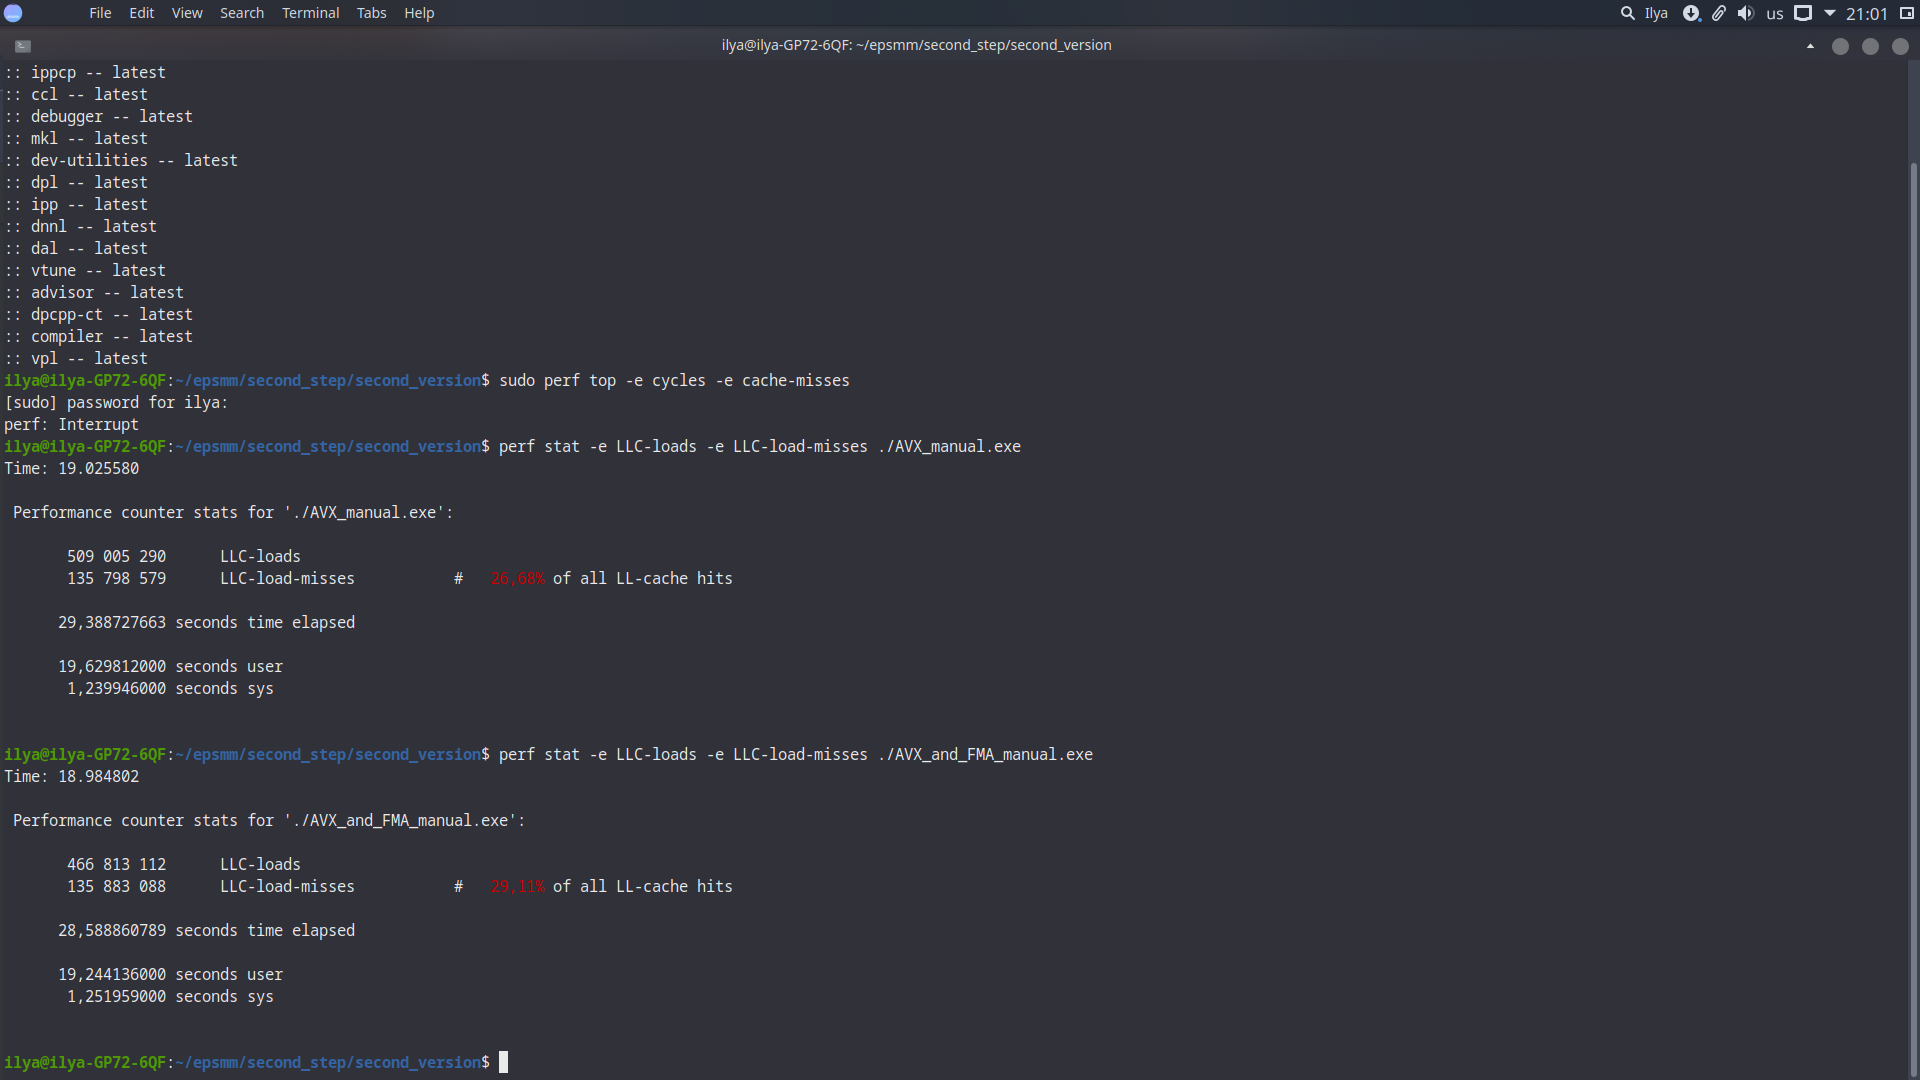 File Edit View Search Terminal Tabs Help Ilya us 21:01
ilya@ilya-GP72-6QF: ~/epsmm/second_step/second_version
:: ippcp -- latest
:: ccl -- latest
:: debugger -- latest
:: mkl -- latest
:: dev-utilities -- latest
:: dpl -- latest
:: ipp -- latest
:: dnnl -- latest
:: dal -- latest
:: vtune -- latest
:: advisor -- latest
:: dpcpp-ct -- latest
:: compiler -- latest
:: vpl -- latest
ilya@ilya-GP72-6QF:~/epsmm/second_step/second_version$ sudo perf top -e cycles -e cache-misses
[sudo] password for ilya:
perf: Interrupt
ilya@ilya-GP72-6QF:~/epsmm/second_step/second_version$ perf stat -e LLC-loads -e LLC-load-misses ./AVX_manual.exe
Time: 19.025580
Performance counter stats for './AVX_manual.exe':
509 005 290 LLC-loads
135 798 579 LLC-load-misses # 26,68% of all LL-cache hits
29,388727663 seconds time elapsed
19,629812000 seconds user
1,239946000 seconds sys
ilya@ilya-GP72-6QF:~/epsmm/second_step/second_version$ perf stat -e LLC-loads -e LLC-load-misses ./AVX_and_FMA_manual.exe
Time: 18.984802
Performance counter stats for './AVX_and_FMA_manual.exe':
466 813 112 LLC-loads
135 883 088 LLC-load-misses # 29,11% of all LL-cache hits
28,588860789 seconds time elapsed
19,244136000 seconds user
1,251959000 seconds sys
ilya@ilya-GP72-6QF:~/epsmm/second_step/second_version$